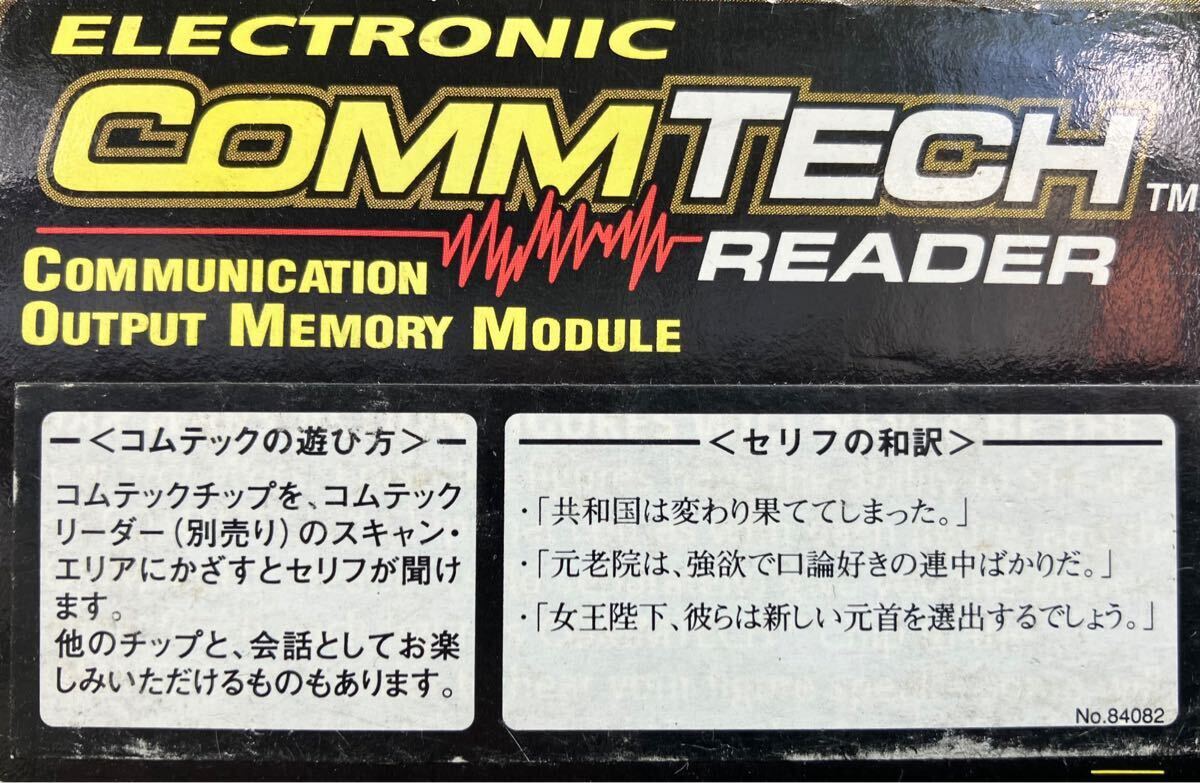 ELECTRONIC
COMMTECH™
READER
COMMUNICATION
OUTPUT MEMORY MODULE
<コムテックの遊び方>
コムテックチップを、コムテック
リーダー(別売り)のスキャン・
エリアにかざすとセリフが聞け
ます。
他のチップと、会話としてお楽
しみいただけるものもあります。
<セリフの和訳>
・「共和国は変わり果ててしまった。」
・「元老院は、強欲で口論好きの連中ばかりだ。」
・「女王陛下、彼らは新しい元首を選出するでしょう。」
No.84082